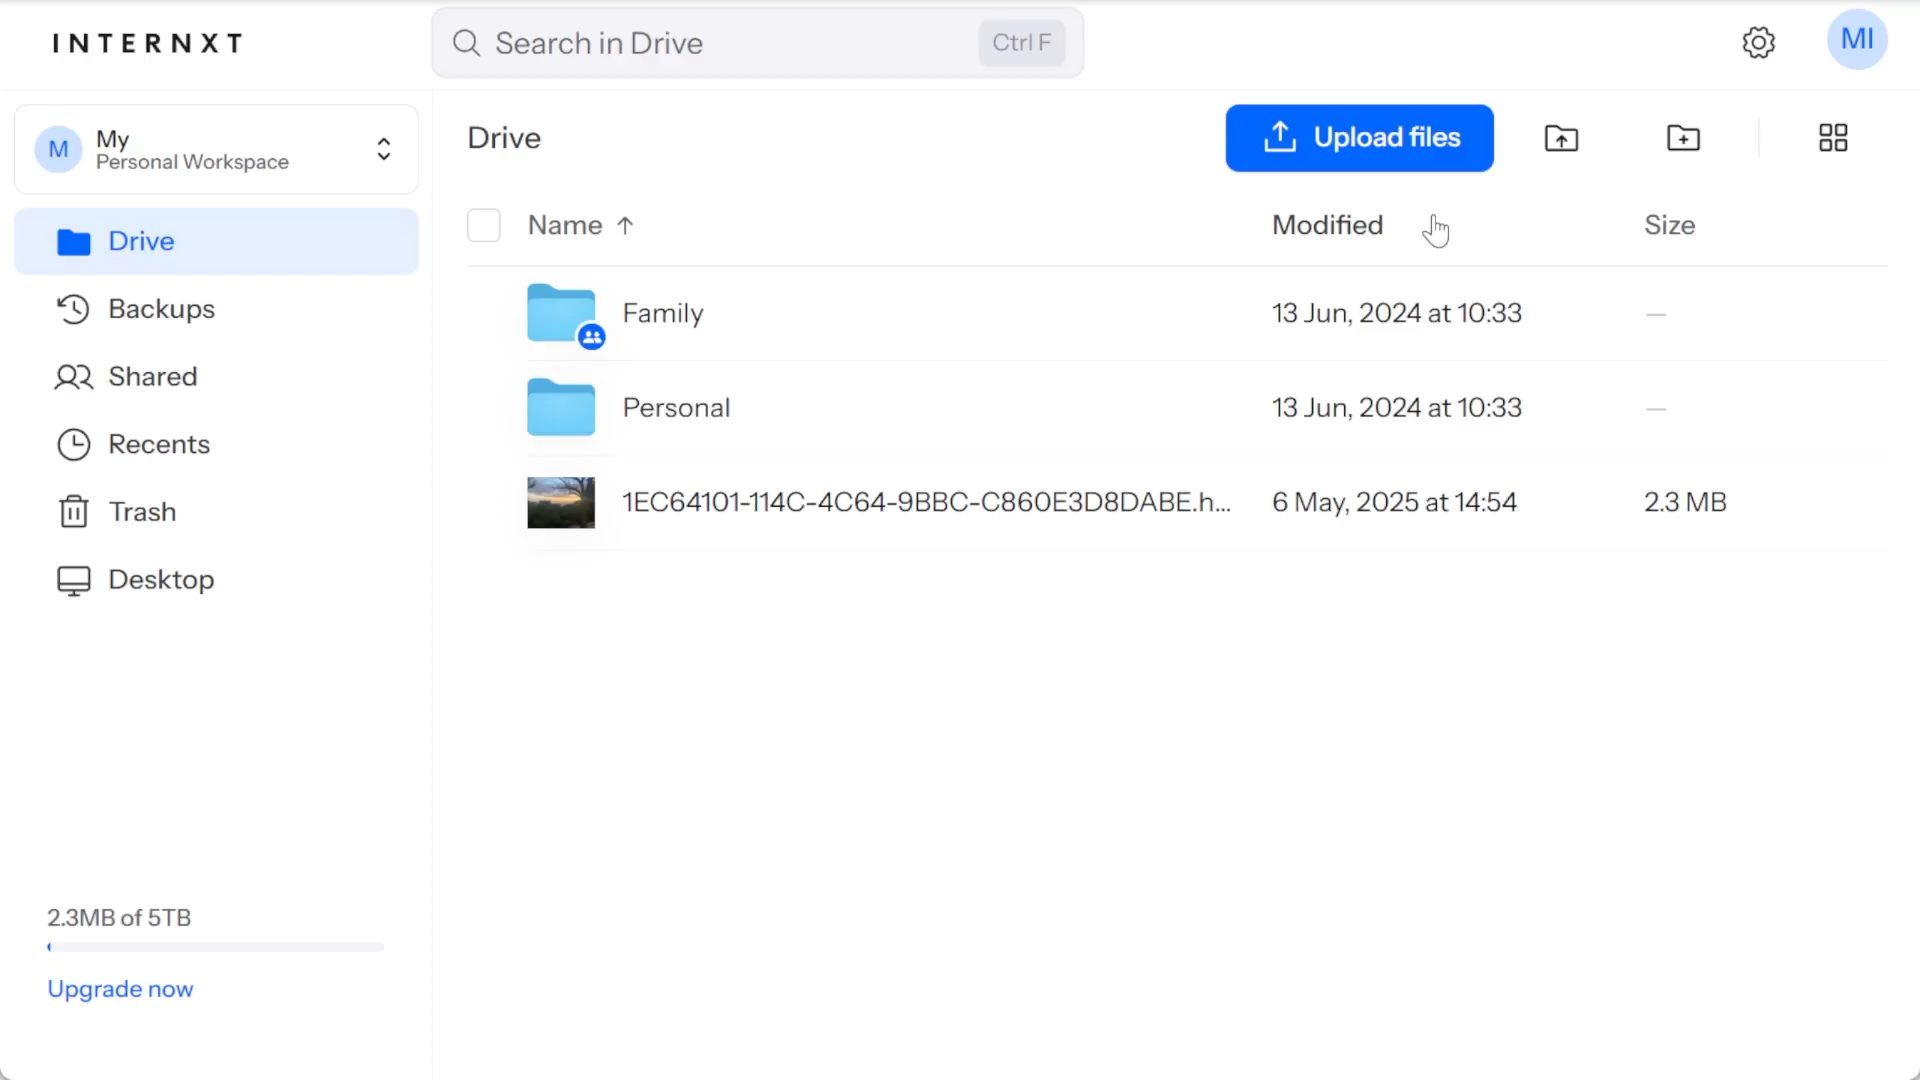 INTERNXT
Search in Drive
Ctrl F
MI
M
My
Personal Workspace
Drive
Backups
Shared
Recents
Trash
Desktop
2.3MB of 5TB
Upgrade now
Drive
Upload files
Name
Modified
Size
Family
13 Jun, 2024 at 10:33
—
Personal
13 Jun, 2024 at 10:33
—
1EC64101-114C-4C64-9BBC-C860E3D8DABE.h...
6 May, 2025 at 14:54
2.3 MB